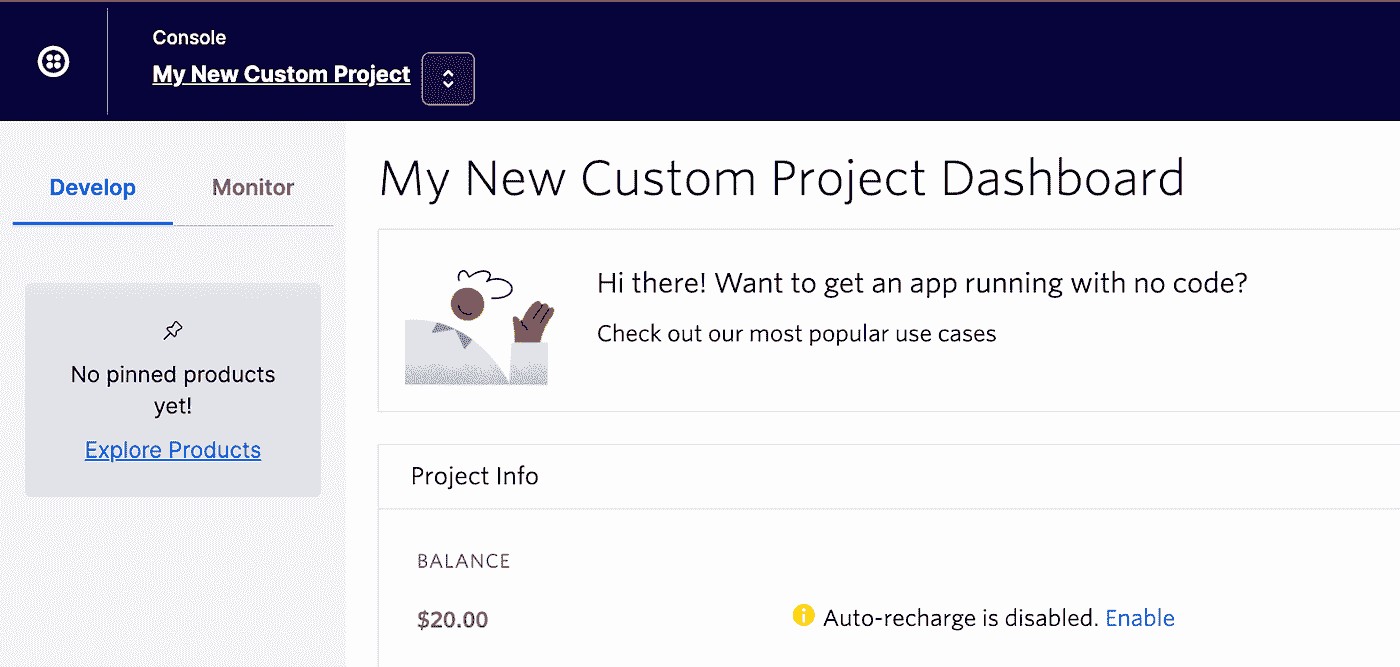 Console
My New Custom Project
Develop
Monitor
My New Custom Project Dashboard
No pinned products
yet!
Explore Products
Hi there! Want to get an app running with no code?
Check out our most popular use cases
Project Info
BALANCE
$20.00
Auto-recharge is disabled. Enable